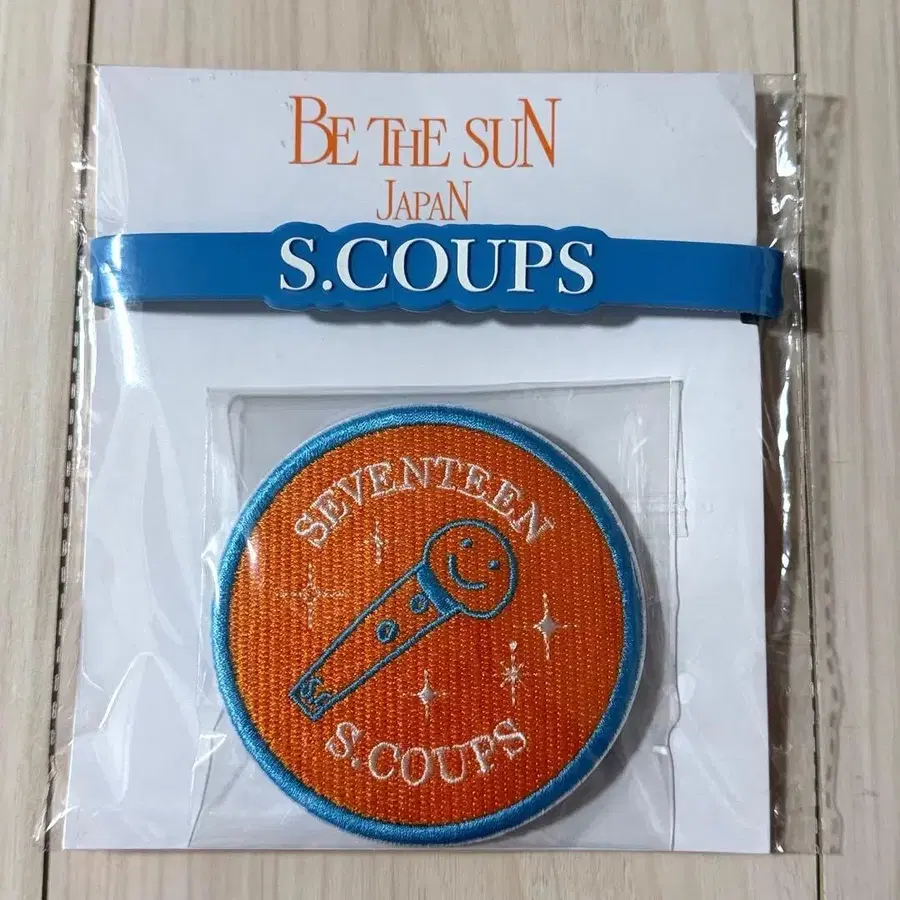 BE THE SUN
JAPAN
S.COUPS
SEVENTEEN
S.C
S.COUPS